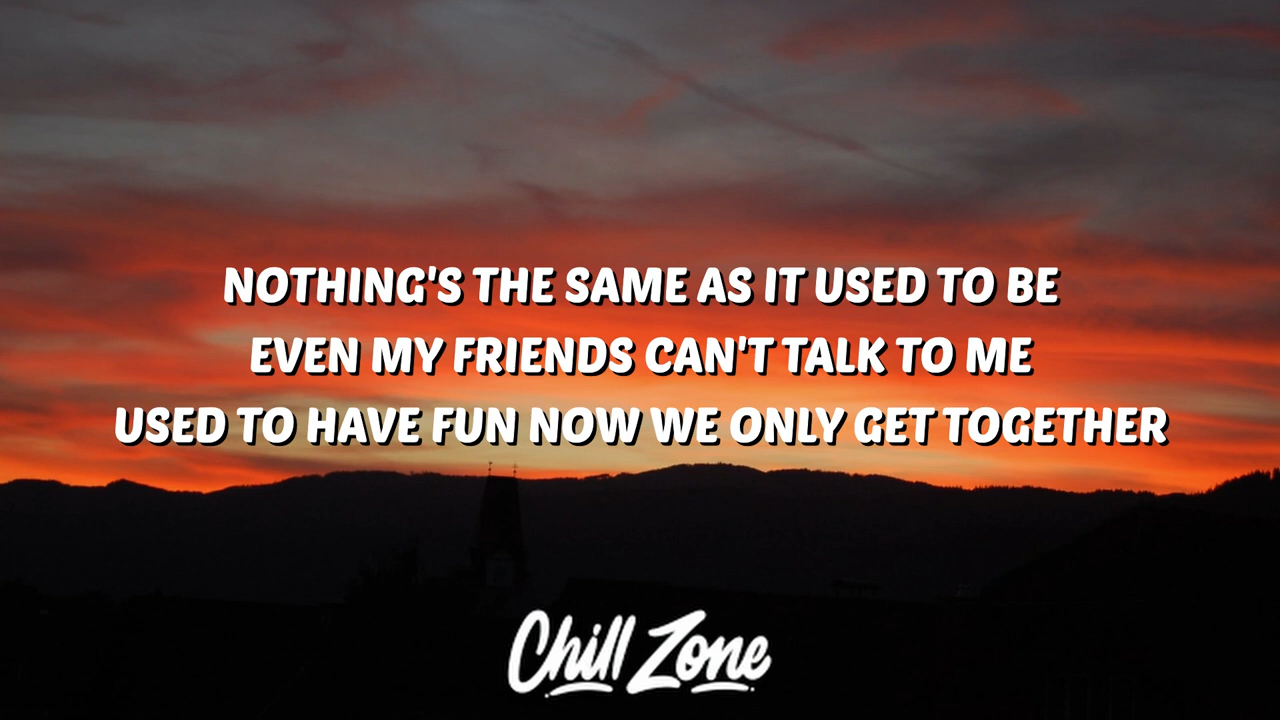 NOTHING'S THE SAME AS IT USED TO BE
EVEN MY FRIENDS CAN'T TALK TO ME
USED TO HAVE FUN NOW WE ONLY GET TOGETHER
Chill Zone